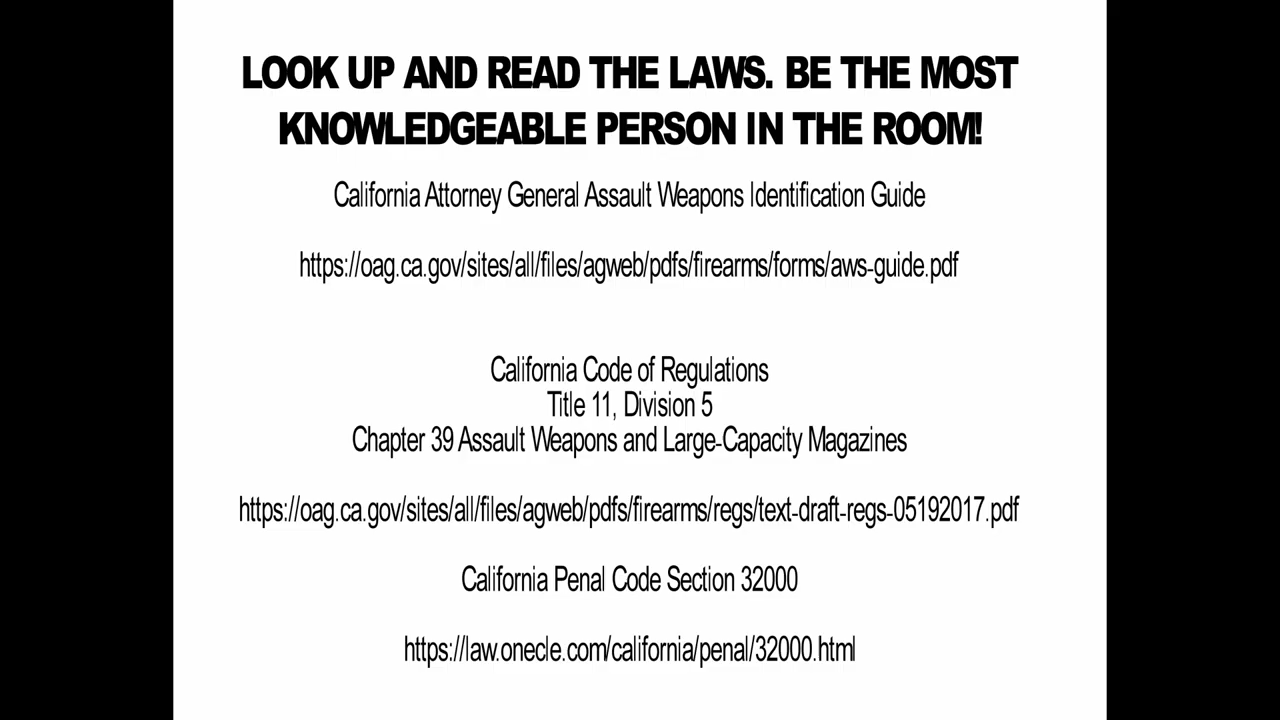 LOOK UP AND READ THE LAWS. BE THE MOST
KNOWLEDGEABLE PERSON IN THE ROOM!
California Attorney General Assault Weapons Identification Guide
https://oag.ca.gov/sites/all/files/agweb/pdfs/firearms/forms/aws-guide.pdf
California Code of Regulations
Title 11, Division 5
Chapter 39 Assault Weapons and Large-Capacity Magazines
https://oag.ca.gov/sites/all/files/agweb/pdfs/firearms/regs/text-draft-regs-05192017.pdf
California Penal Code Section 32000
https://law.onecle.com/california/penal/32000.html